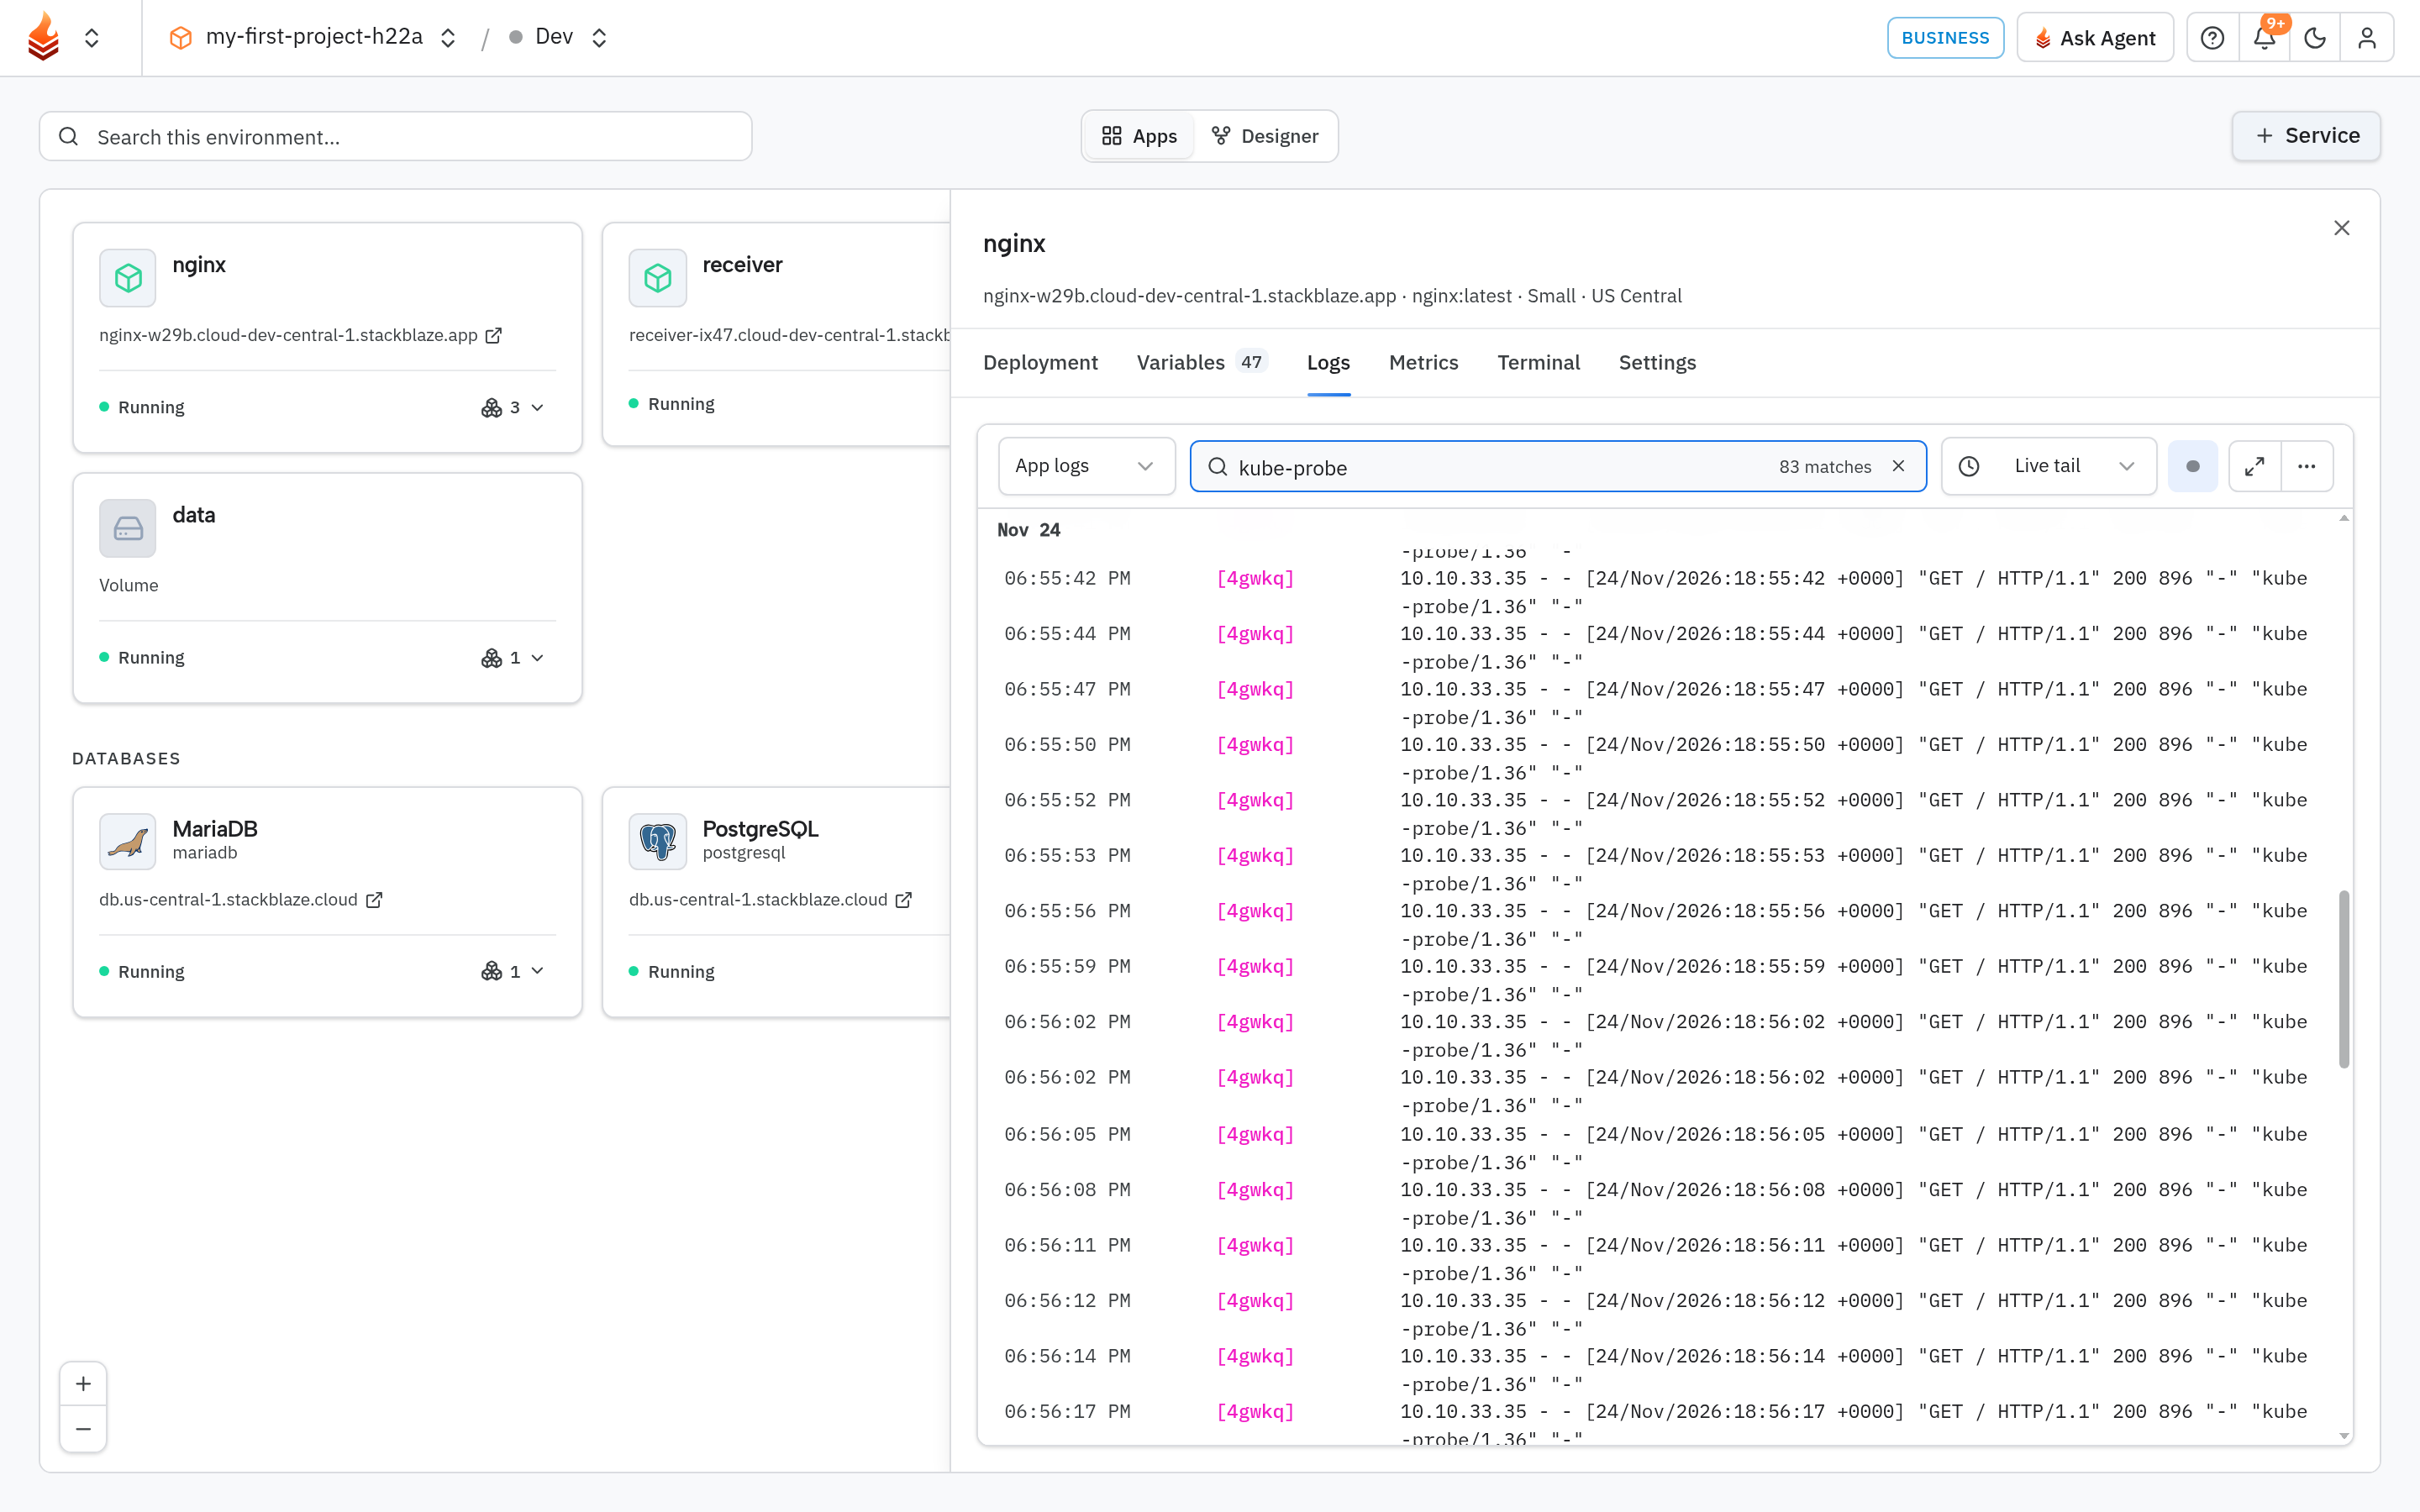 my-first-project-h22a / Dev
BUSINESS
Ask Agent
9+
Search this environment...
Apps
Designer
+ Service
nginx
nginx-w29b.cloud-dev-central-1.stackblaze.app
Running
3
receiver
receiver-ix47.cloud-dev-central-1.stackb
Running
data
Volume
Running
1
DATABASES
MariaDB
mariadb
db.us-central-1.stackblaze.cloud
Running
1
PostgreSQL
postgresql
db.us-central-1.stackblaze.cloud
Running
nginx
nginx-w29b.cloud-dev-central-1.stackblaze.app · nginx:latest · Small · US Central
Deployment
Variables 47
Logs
Metrics
Terminal
Settings
App logs
kube-probe
83 matches
Live tail
Nov 24
-probe/1.36" "-"
06:55:42 PM [4gwkq] 10.10.33.35 - - [24/Nov/2026:18:55:42 +0000] "GET / HTTP/1.1" 200 896 "-" "kube
-probe/1.36" "-"
06:55:44 PM [4gwkq] 10.10.33.35 - - [24/Nov/2026:18:55:44 +0000] "GET / HTTP/1.1" 200 896 "-" "kube
-probe/1.36" "-"
06:55:47 PM [4gwkq] 10.10.33.35 - - [24/Nov/2026:18:55:47 +0000] "GET / HTTP/1.1" 200 896 "-" "kube
-probe/1.36" "-"
06:55:50 PM [4gwkq] 10.10.33.35 - - [24/Nov/2026:18:55:50 +0000] "GET / HTTP/1.1" 200 896 "-" "kube
-probe/1.36" "-"
06:55:52 PM [4gwkq] 10.10.33.35 - - [24/Nov/2026:18:55:52 +0000] "GET / HTTP/1.1" 200 896 "-" "kube
-probe/1.36" "-"
06:55:53 PM [4gwkq] 10.10.33.35 - - [24/Nov/2026:18:55:53 +0000] "GET / HTTP/1.1" 200 896 "-" "kube
-probe/1.36" "-"
06:55:56 PM [4gwkq] 10.10.33.35 - - [24/Nov/2026:18:55:56 +0000] "GET / HTTP/1.1" 200 896 "-" "kube
-probe/1.36" "-"
06:55:59 PM [4gwkq] 10.10.33.35 - - [24/Nov/2026:18:55:59 +0000] "GET / HTTP/1.1" 200 896 "-" "kube
-probe/1.36" "-"
06:56:02 PM [4gwkq] 10.10.33.35 - - [24/Nov/2026:18:56:02 +0000] "GET / HTTP/1.1" 200 896 "-" "kube
-probe/1.36" "-"
06:56:02 PM [4gwkq] 10.10.33.35 - - [24/Nov/2026:18:56:02 +0000] "GET / HTTP/1.1" 200 896 "-" "kube
-probe/1.36" "-"
06:56:05 PM [4gwkq] 10.10.33.35 - - [24/Nov/2026:18:56:05 +0000] "GET / HTTP/1.1" 200 896 "-" "kube
-probe/1.36" "-"
06:56:08 PM [4gwkq] 10.10.33.35 - - [24/Nov/2026:18:56:08 +0000] "GET / HTTP/1.1" 200 896 "-" "kube
-probe/1.36" "-"
06:56:11 PM [4gwkq] 10.10.33.35 - - [24/Nov/2026:18:56:11 +0000] "GET / HTTP/1.1" 200 896 "-" "kube
-probe/1.36" "-"
06:56:12 PM [4gwkq] 10.10.33.35 - - [24/Nov/2026:18:56:12 +0000] "GET / HTTP/1.1" 200 896 "-" "kube
-probe/1.36" "-"
06:56:14 PM [4gwkq] 10.10.33.35 - - [24/Nov/2026:18:56:14 +0000] "GET / HTTP/1.1" 200 896 "-" "kube
-probe/1.36" "-"
06:56:17 PM [4gwkq] 10.10.33.35 - - [24/Nov/2026:18:56:17 +0000] "GET / HTTP/1.1" 200 896 "-" "kube
-probe/1.36" "-"